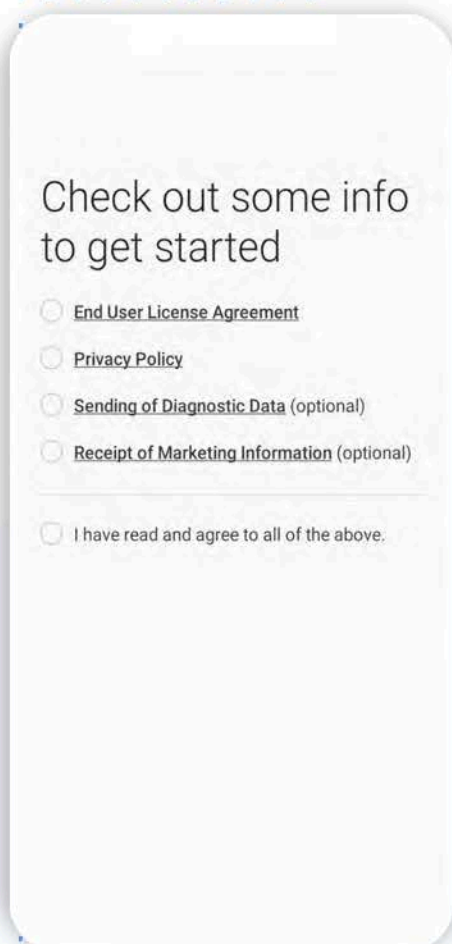 Check out some info
to get started
End User License Agreement
Privacy Policy
Sending of Diagnostic Data (optional)
Receipt of Marketing Information (optional)
I have read and agree to all of the above.